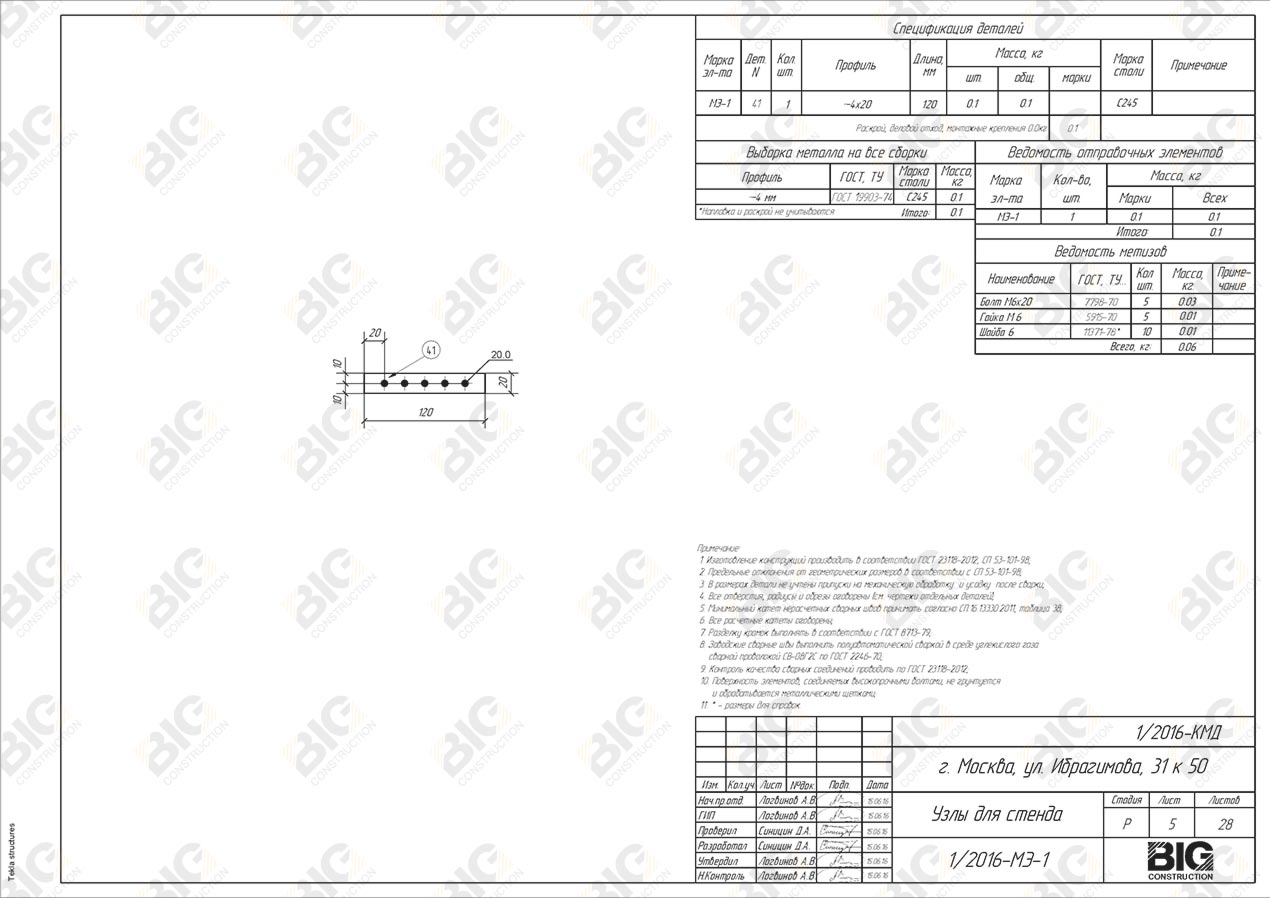 Спецификация деталей
Марка эл-та Дет. N Кол. шт. Профиль Длина, мм Масса, кг Марка стали Примечание
шт. общ. марки
МЭ-1 41 1 —4x20 120 0.1 0.1 С245
Раскрой, деловой отход, монтажные крепления 0.0кг 0.1
Выборка металла на все сборки
Профиль ГОСТ, ТУ Марка стали Масса, кг
—4 мм ГОСТ 19903-74 С245 0.1
*Наплавка и раскрой не учитываются Итого: 0.1
Ведомость отправочных элементов
Марка эл-та Кол-во, шт. Масса, кг
Марки Всех
МЭ-1 1 0.1 0.1
Итого: 0.1
Ведомость метизов
Наименование ГОСТ, ТУ... Кол шт. Масса, кг. Приме-чание
Болт М6х20 7798-70 5 0.03
Гайка М 6 5915-70 5 0.01
Шайба 6 11371-78* 10 0.01
Всего, кг: 0.06
20
41
20.0
10
10
20
120
Примечание
1. Изготовление конструкций производить в соответствии ГОСТ 23118-2012, СП 53-101-98;
2. Предельные отклонения от геометрических размеров в соответствии с СП 53-101-98;
3. В размерах детали не учтены припуски на механическую обработку и усадку после сварки;
4. Все отверстия, радиусы и обрезы оговорены (см. чертежи отдельных деталей);
5. Минимальный катет нерасчетных сварных швов принимать согласно СП 16.13330.2011, таблица 38;
6. Все расчетные катеты оговорены;
7. Разделку кромок выполнять в соответствии с ГОСТ 8713-79;
8. Заводские сварные швы выполнить полуавтоматической сваркой в среде углекислого газа
сварной проволокой СВ-08Г2С по ГОСТ 2246-70;
9. Контроль качества сварных соединений проводить по ГОСТ 23118-2012;
10. Поверхность элементов, соединяемых высокопрочными болтами, не грунтуется
и обрабатывается металлическими щетками;
11. * - размеры для справок
1/2016-КМД
г. Москва, ул. Ибрагимова, 31 к 50
Изм. Кол.уч Лист №док. Подп. Дата
Нач.пр.отд. Логвинов А.В 15.06.16
ГИП Логвинов А.В 15.06.16
Проверил Синицин Д.А. 15.06.16
Разработал Синицин Д.А. 15.06.16
Утвердил Логвинов А.В 15.06.16
Н.Контроль Логвинов А.В 15.06.16
Узлы для стенда
Стадия Лист Листов
Р 5 28
1/2016-МЭ-1
BIG
CONSTRUCTION
Tekla structures